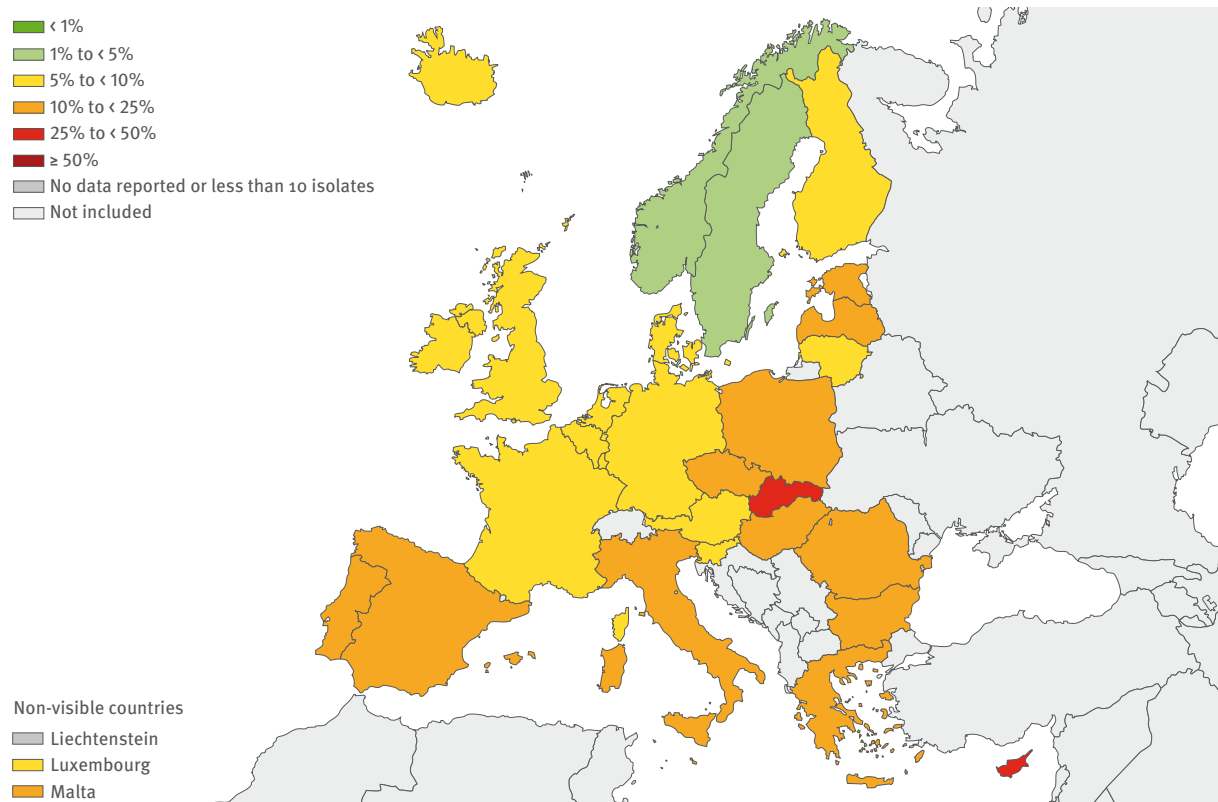 < 1%
1% to < 5%
5% to < 10%
10% to < 25%
25% to < 50%
≥ 50%
No data reported or less than 10 isolates
Not included
Non-visible countries
Liechtenstein
Luxembourg
Malta